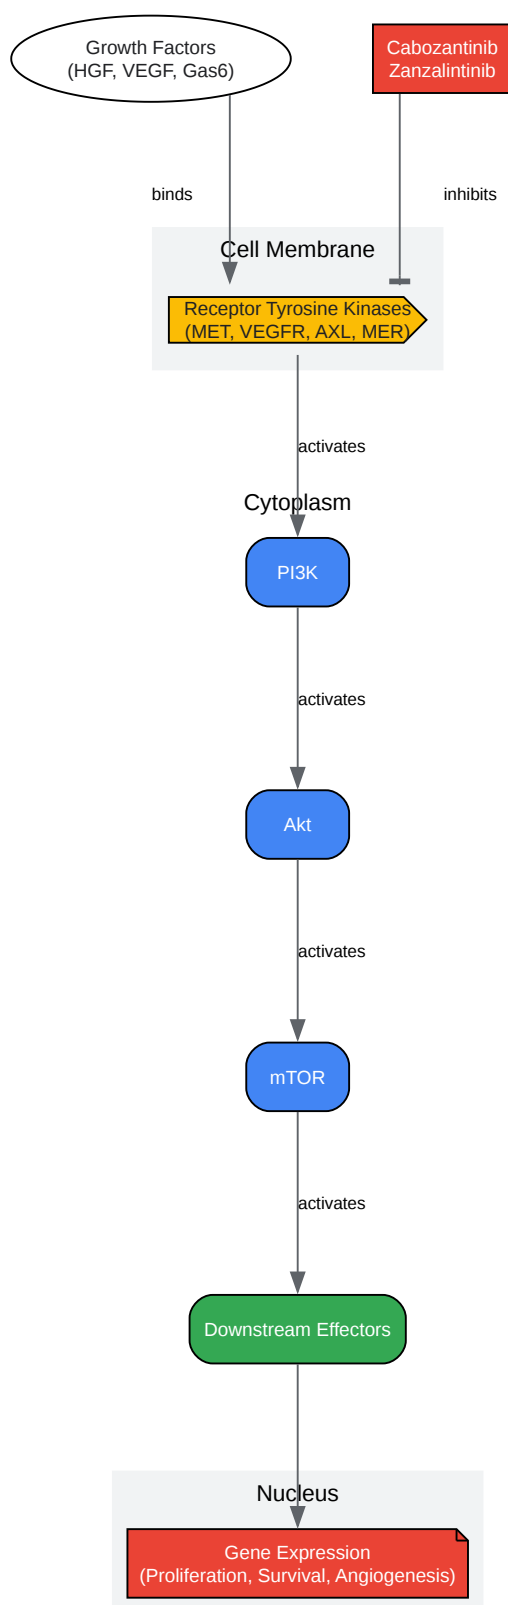 Growth Factors
(HGF, VEGF, Gas6)
Cabozantinib
Zanzalintinib
binds
inhibits
Cell Membrane
Receptor Tyrosine Kinases
(MET, VEGFR, AXL, MER)
activates
Cytoplasm
PI3K
activates
Akt
activates
mTOR
activates
Downstream Effectors
Nucleus
Gene Expression
(Proliferation, Survival, Angiogenesis)